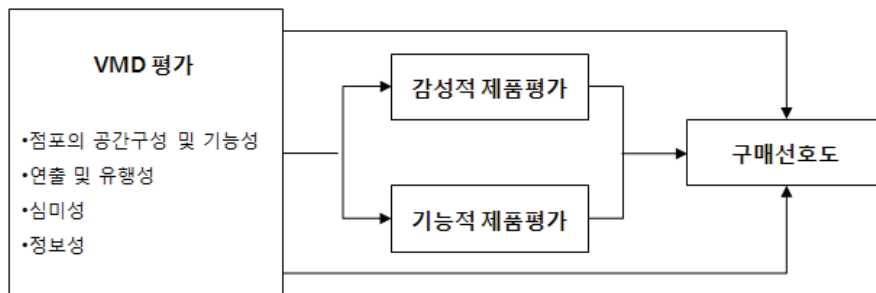 VMD 평가
•점포의 공간구성 및 기능성
•연출 및 유행성
•심미성
•정보성
감성적 제품평가
기능적 제품평가
구매선호도